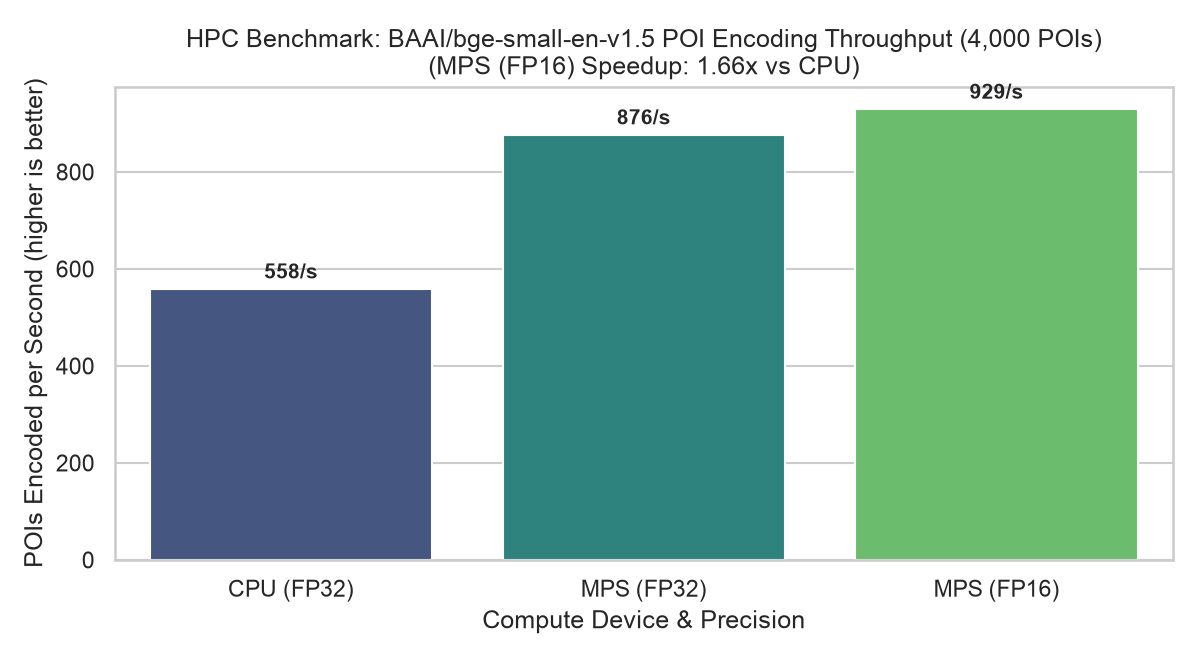 HPC Benchmark: BAAI/bge-small-en-v1.5 POI Encoding Throughput (4,000 POIs)
(MPS (FP16) Speedup: 1.66x vs CPU)
POIs Encoded per Second (higher is better)
800
600
400
200
0
558/s
876/s
929/s
CPU (FP32)
MPS (FP32)
MPS (FP16)
Compute Device & Precision